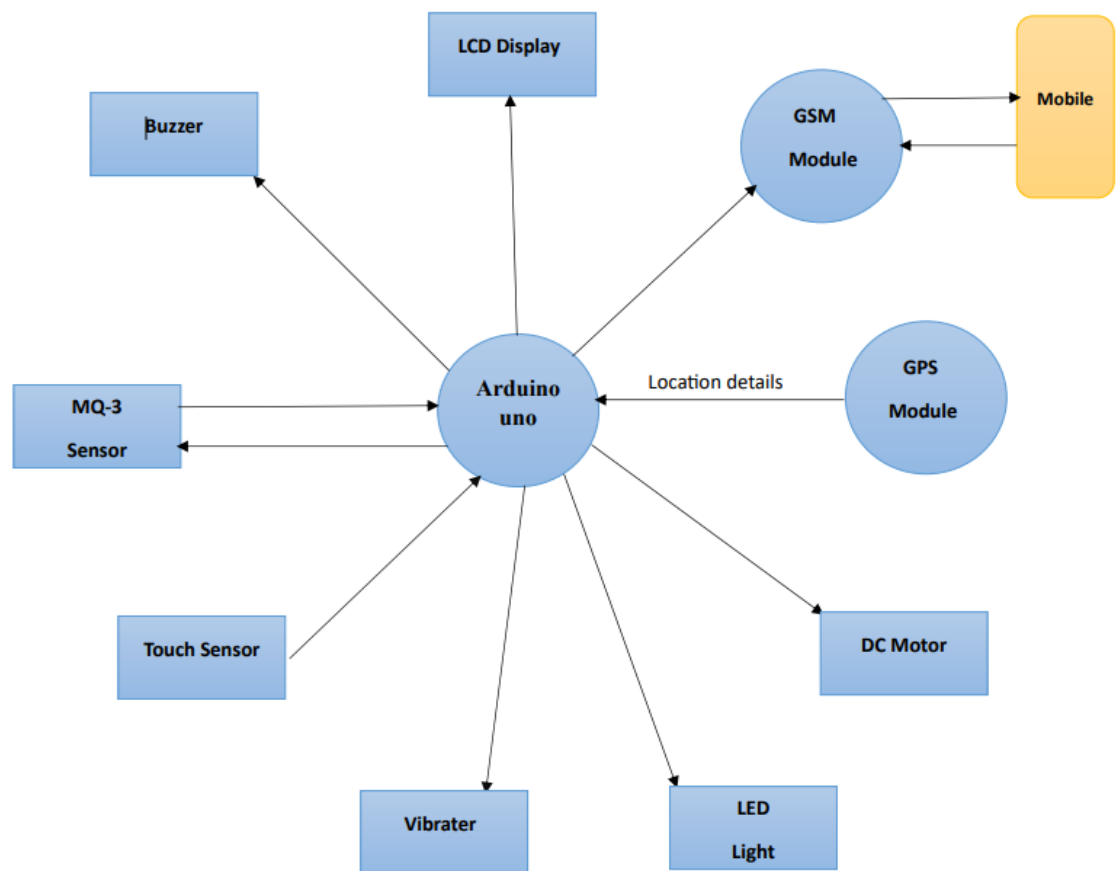 LCD Display
Buzzer
GSM
Module
Mobile
MQ-3
Sensor
Arduino
uno
Location details
GPS
Module
Touch Sensor
DC Motor
Vibrater
LED
Light